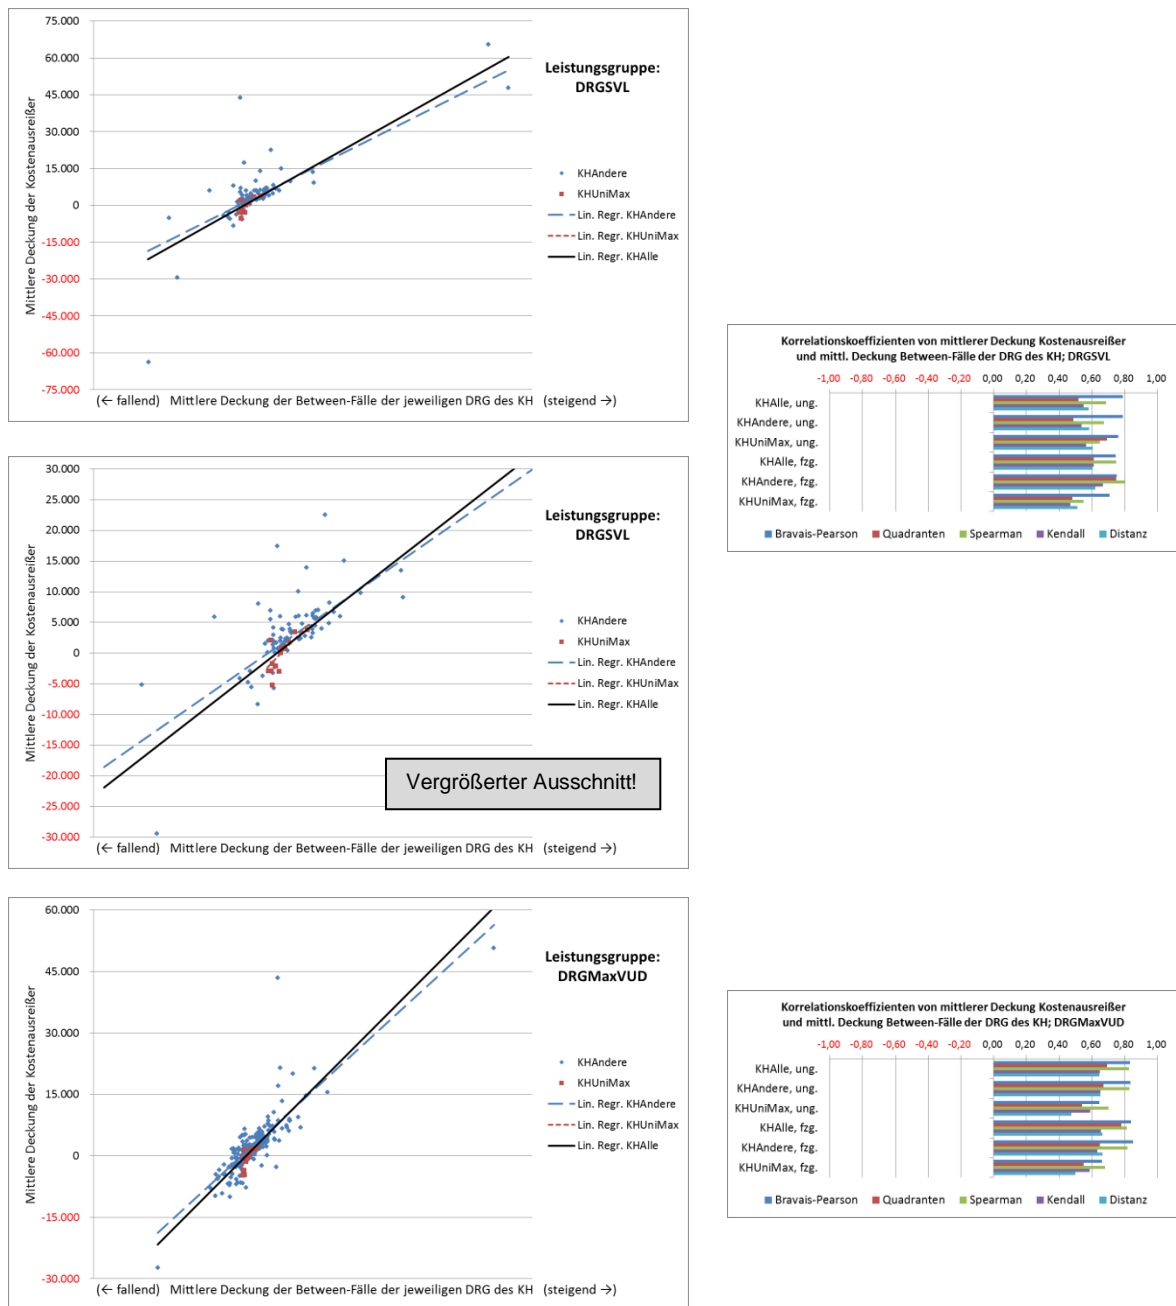 75.000
60.000
45.000
30.000
15.000
0
-15.000
-30.000
-45.000
-60.000
-75.000
Mittlere Deckung der Kostenausreißer
(← fallend) Mittlere Deckung der Between-Fälle der jeweiligen DRG des KH (steigend →)
Leistungsgruppe:
DRGSVL
KHAndere
KHUniMax
Lin. Regr. KHAndere
Lin. Regr. KHUniMax
Lin. Regr. KHAlle
Korrelationskoeffizienten von mittlerer Deckung Kostenausreißer
und mittl. Deckung Between-Fälle der DRG des KH; DRGSVL
-1,00 -0,80 -0,60 -0,40 -0,20 0,00 0,20 0,40 0,60 0,80 1,00
KHAlle, ung.
KHAndere, ung.
KHUniMax, ung.
KHAlle, fzg.
KHAndere, fzg.
KHUniMax, fzg.
Bravais-Pearson Quadranten Spearman Kendall Distanz
30.000
25.000
20.000
15.000
10.000
5.000
0
-5.000
-10.000
-15.000
-20.000
-25.000
-30.000
Mittlere Deckung der Kostenausreißer
(← fallend) Mittlere Deckung der Between-Fälle der jeweiligen DRG des KH (steigend →)
Leistungsgruppe:
DRGSVL
KHAndere
KHUniMax
Lin. Regr. KHAndere
Lin. Regr. KHUniMax
Lin. Regr. KHAlle
Vergrößerter Ausschnitt!
60.000
45.000
30.000
15.000
0
-15.000
-30.000
Mittlere Deckung der Kostenausreißer
(← fallend) Mittlere Deckung der Between-Fälle der jeweiligen DRG des KH (steigend →)
Leistungsgruppe:
DRGMaxVUD
KHAndere
KHUniMax
Lin. Regr. KHAndere
Lin. Regr. KHUniMax
Lin. Regr. KHAlle
Korrelationskoeffizienten von mittlerer Deckung Kostenausreißer
und mittl. Deckung Between-Fälle der DRG des KH; DRGMaxVUD
-1,00 -0,80 -0,60 -0,40 -0,20 0,00 0,20 0,40 0,60 0,80 1,00
KHAlle, ung.
KHAndere, ung.
KHUniMax, ung.
KHAlle, fzg.
KHAndere, fzg.
KHUniMax, fzg.
Bravais-Pearson Quadranten Spearman Kendall Distanz